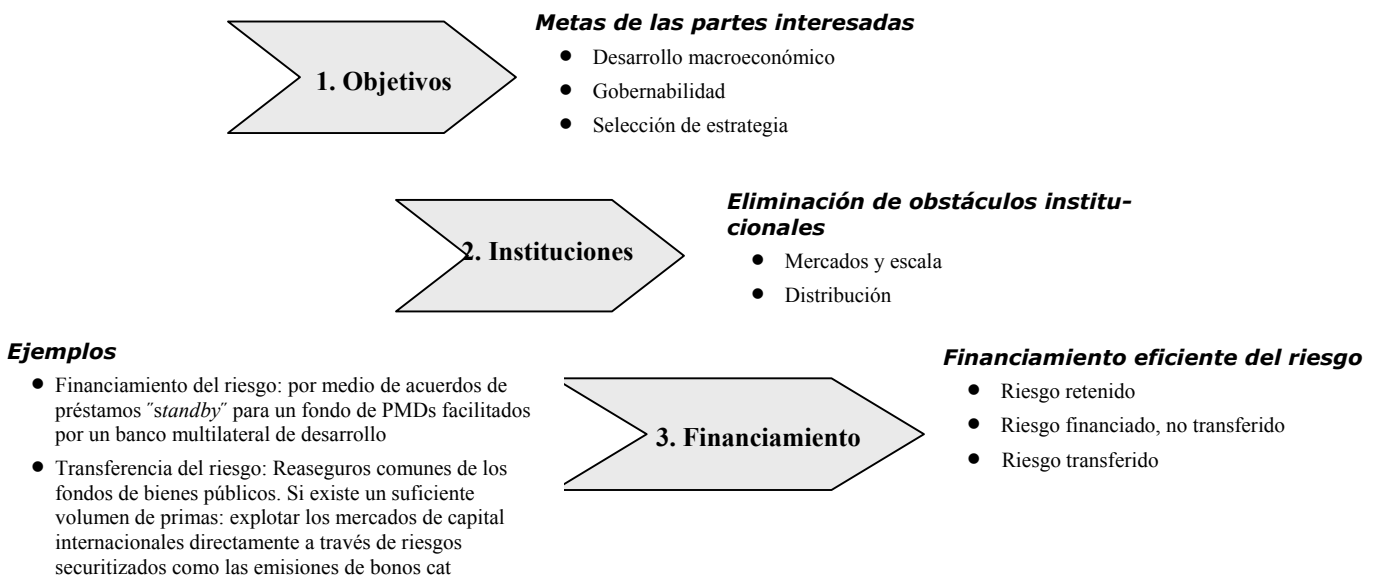 1. Objetivos
Metas de las partes interesadas
● Desarrollo macroeconómico
● Gobernabilidad
● Selección de estrategia
2. Instituciones
Eliminación de obstáculos institu-
cionales
● Mercados y escala
● Distribución
Ejemplos
● Financiamiento del riesgo: por medio de acuerdos de
préstamos ˝standby˝ para un fondo de PMDs facilitados
por un banco multilateral de desarrollo
● Transferencia del riesgo: Reaseguros comunes de los
fondos de bienes públicos. Si existe un suficiente
volumen de primas: explotar los mercados de capital
internacionales directamente a través de riesgos
securitizados como las emisiones de bonos cat
3. Financiamiento
Financiamiento eficiente del riesgo
● Riesgo retenido
● Riesgo financiado, no transferido
● Riesgo transferido